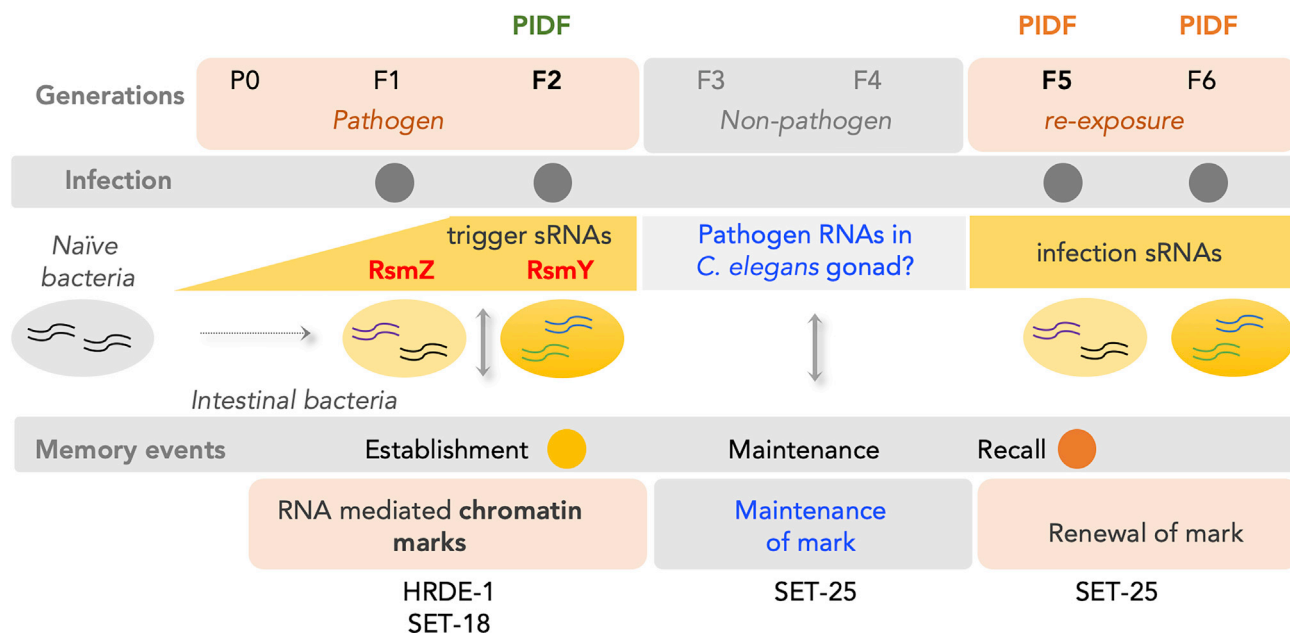 PIDF PIDF PIDF
Generations P0 F1 F2 F3 F4 F5 F6
Pathogen Non-pathogen re-exposure
Infection
Naïve
bacteria
trigger sRNAs
RsmZ RsmY
Pathogen RNAs in
C. elegans gonad?
infection sRNAs
Intestinal bacteria
Memory events Establishment Maintenance Recall
RNA mediated chromatin
marks
Maintenance
of mark
Renewal of mark
HRDE-1
SET-18
SET-25
SET-25